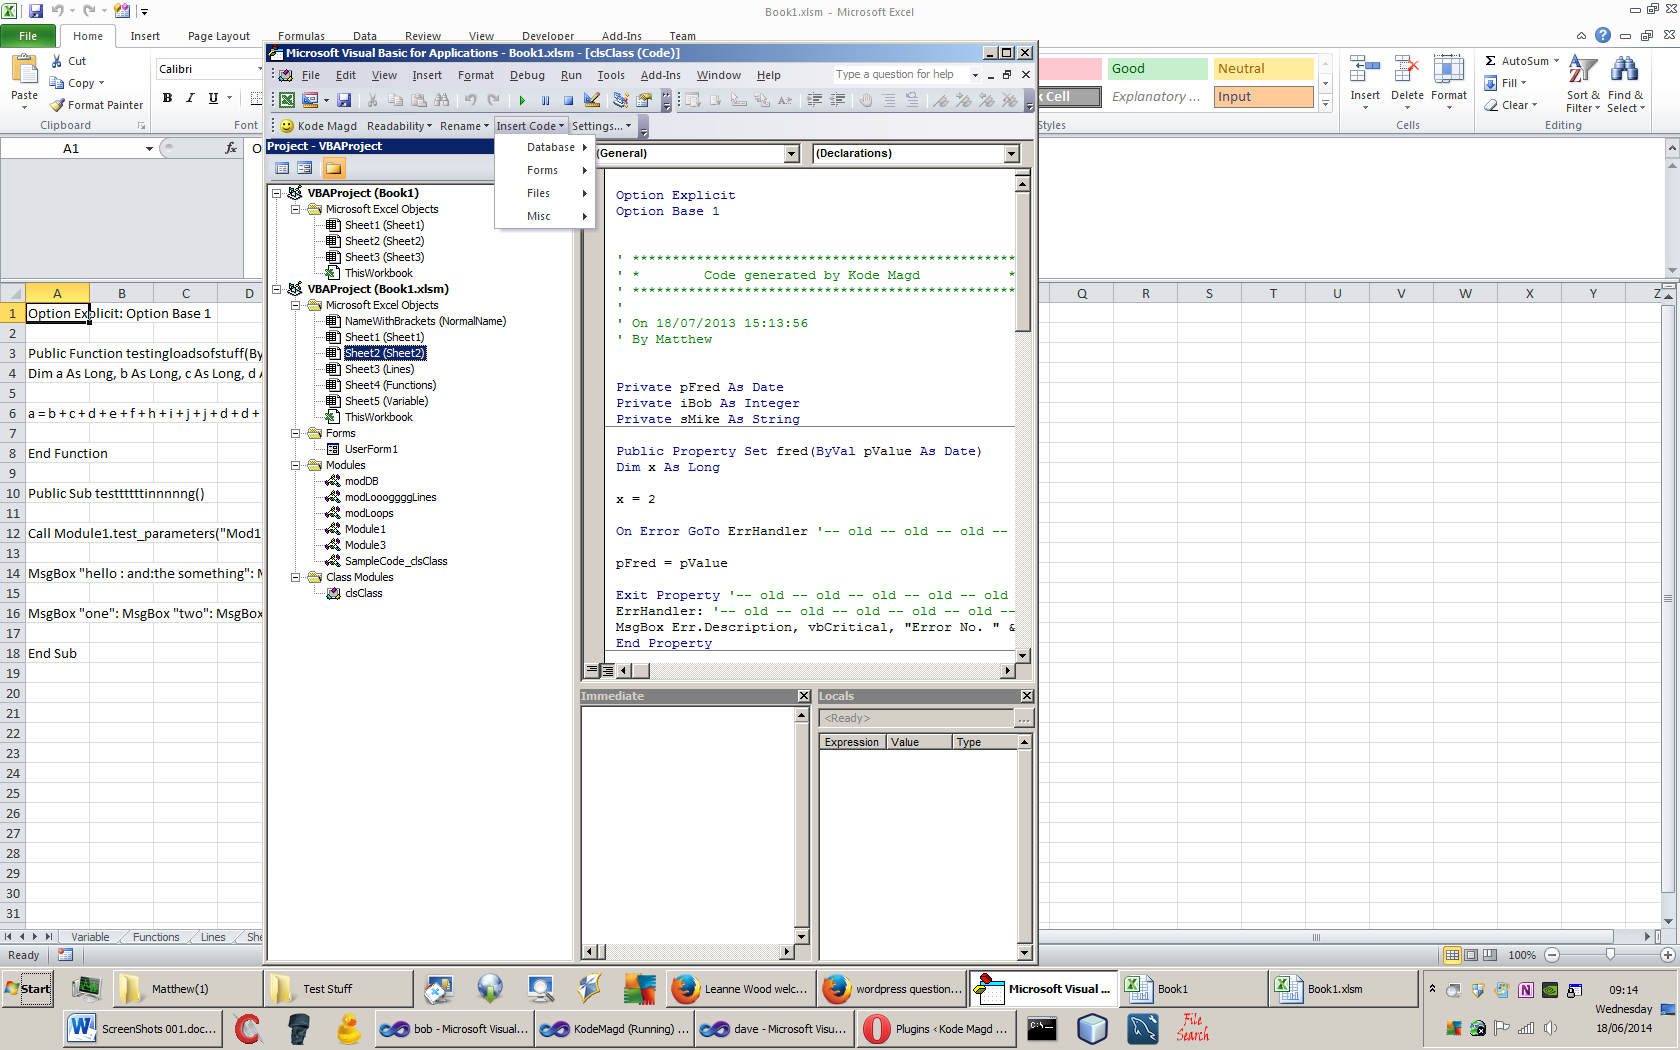 Book1.xlsm - Microsoft Excel
File Home Insert Page Layout Formulas Data Review View Developer Add-Ins Team
Paste
Cut
Copy
Format Painter
Clipboard
Calibri
B I U
Font
Good
Neutral
Explanatory ...
Input
Styles
Insert Delete Format
Cells
AutoSum
Fill
Clear
Sort & Filter
Find & Select
Editing
A1
fx
Microsoft Visual Basic for Applications - Book1.xlsm - [clsClass (Code)]
File Edit View Insert Format Debug Run Tools Add-Ins Window Help
Type a question for help
Kode Magd Readability Rename Insert Code Settings...
Database
Forms
Files
Misc
Project - VBAProject
VBAProject (Book1)
Microsoft Excel Objects
Sheet1 (Sheet1)
Sheet2 (Sheet2)
Sheet3 (Sheet3)
ThisWorkbook
VBAProject (Book1.xlsm)
Microsoft Excel Objects
NameWithBrackets (NormalName)
Sheet1 (Sheet1)
Sheet2 (Sheet2)
Sheet3 (Lines)
Sheet4 (Functions)
Sheet5 (Variable)
ThisWorkbook
Forms
UserForm1
Modules
modDB
modLooogggg​Lines
modLoops
Module1
Module3
SampleCode_clsClass
Class Modules
clsClass
(General)
(Declarations)
Option Explicit
Option Base 1
' ************************************************
' * Code generated by Kode Magd *
' ************************************************
'
' On 18/07/2013 15:13:56
' By Matthew
Private pFred As Date
Private iBob As Integer
Private sMike As String
Public Property Set fred(ByVal pValue As Date)
Dim x As Long
x = 2
On Error GoTo ErrHandler '-- old -- old -- old --
pFred = pValue
Exit Property '-- old -- old -- old -- old -- old
ErrHandler: '-- old -- old -- old -- old -- old --
MsgBox Err.Description, vbCritical, "Error No. " &
End Property
Immediate
Locals
<Ready>
...
Expression Value Type
A B C D Q R S T U V W X Y Z
1 Option Explicit: Option Base 1
2
3 Public Function testingloadsofstuff(By
4 Dim a As Long, b As Long, c As Long, d A
5
6 a = b + c + d + e + f + h + i + j + j + d + d +
7
8 End Function
9
10 Public Sub testtttttinnnnng()
11
12 Call Module1.test_parameters("Mod1
13
14 MsgBox "hello : and:the something": M
15
16 MsgBox "one": MsgBox "two": MsgBox
17
18 End Sub
19
20
21
22
23
24
25
26
27
28
29
30
31
Variable Functions Lines She
Ready
100%
Start
Matthew(1)
Test Stuff
Leanne Wood welc...
wordpress question...
Microsoft Visual ...
Book1
Book1.xlsm
09:14
Wednesday
18/06/2014
ScreenShots 001.doc...
bob - Microsoft Visual...
KodeMagd (Running) ...
dave - Microsoft Visu...
Plugins ‹ Kode Magd ...
File Search